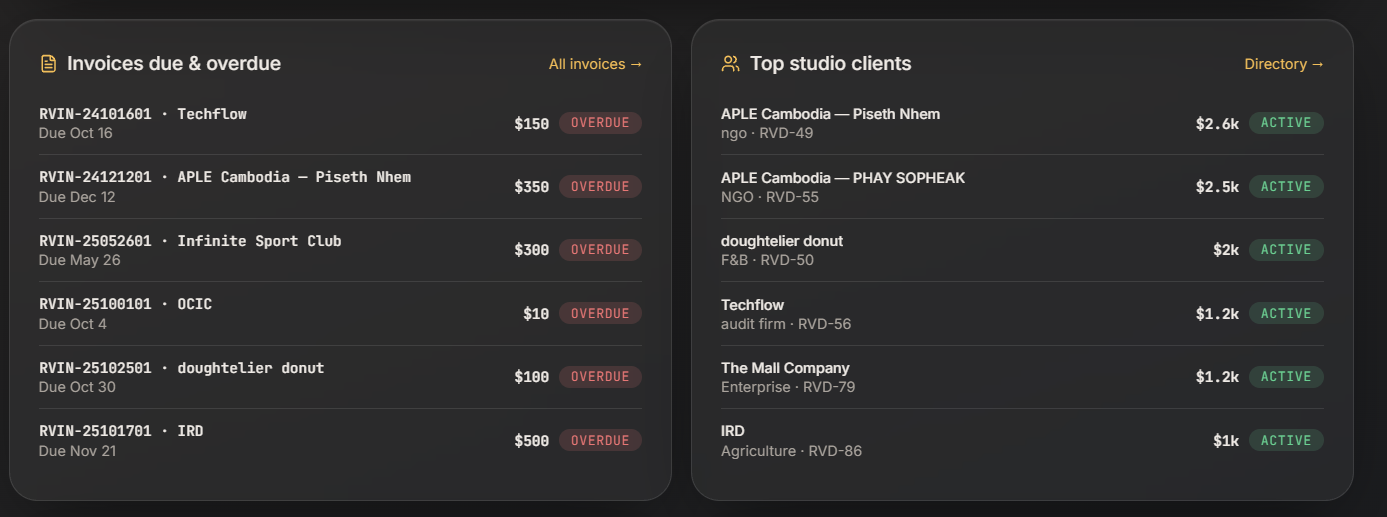 Invoices due & overdue
All invoices →
RVIN-24101601 · Techflow
Due Oct 16
$150 OVERDUE
RVIN-24121201 · APLE Cambodia — Piseth Nhem
Due Dec 12
$350 OVERDUE
RVIN-25052601 · Infinite Sport Club
Due May 26
$300 OVERDUE
RVIN-25100101 · OCIC
Due Oct 4
$10 OVERDUE
RVIN-25102501 · doughtelier donut
Due Oct 30
$100 OVERDUE
RVIN-25101701 · IRD
Due Nov 21
$500 OVERDUE
Top studio clients
Directory →
APLE Cambodia — Piseth Nhem
ngo · RVD-49
$2.6k ACTIVE
APLE Cambodia — PHAY SOPHEAK
NGO · RVD-55
$2.5k ACTIVE
doughtelier donut
F&B · RVD-50
$2k ACTIVE
Techflow
audit firm · RVD-56
$1.2k ACTIVE
The Mall Company
Enterprise · RVD-79
$1.2k ACTIVE
IRD
Agriculture · RVD-86
$1k ACTIVE